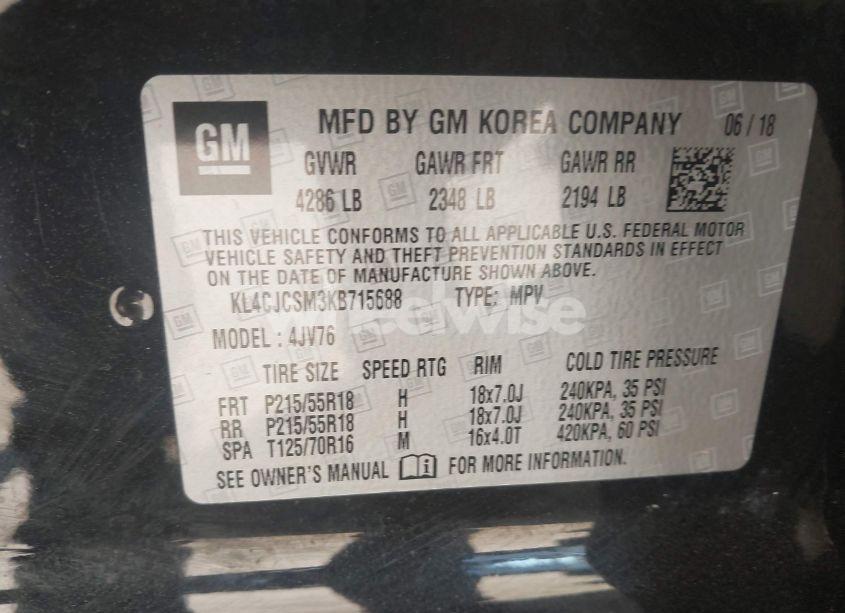 GM
MFD BY GM KOREA COMPANY 06 / 18
GVWR GAWR FRT GAWR RR
4286 LB 2348 LB 2194 LB
THIS VEHICLE CONFORMS TO ALL APPLICABLE U.S. FEDERAL MOTOR
VEHICLE SAFETY AND THEFT PREVENTION STANDARDS IN EFFECT
ON THE DATE OF MANUFACTURE SHOWN ABOVE.
KL4CJCSM3KB715688 TYPE: MPV
wheelwise
MODEL : 4JV76
TIRE SIZE SPEED RTG RIM COLD TIRE PRESSURE
FRT P215/55R18 H 18x7.0J 240KPA, 35 PSI
RR P215/55R18 H 18x7.0J 240KPA, 35 PSI
SPA T125/70R16 M 16x4.0T 420KPA, 60 PSI
SEE OWNER'S MANUAL i FOR MORE INFORMATION.